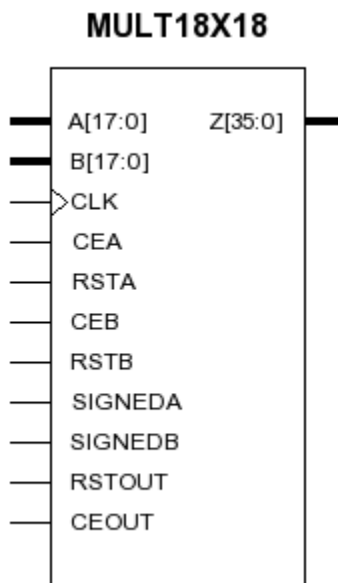 MULT18X18
A[17:0] Z[35:0]
B[17:0]
CLK
CEA
RSTA
CEB
RSTB
SIGNEDA
SIGNEDB
RSTOUT
CEOUT